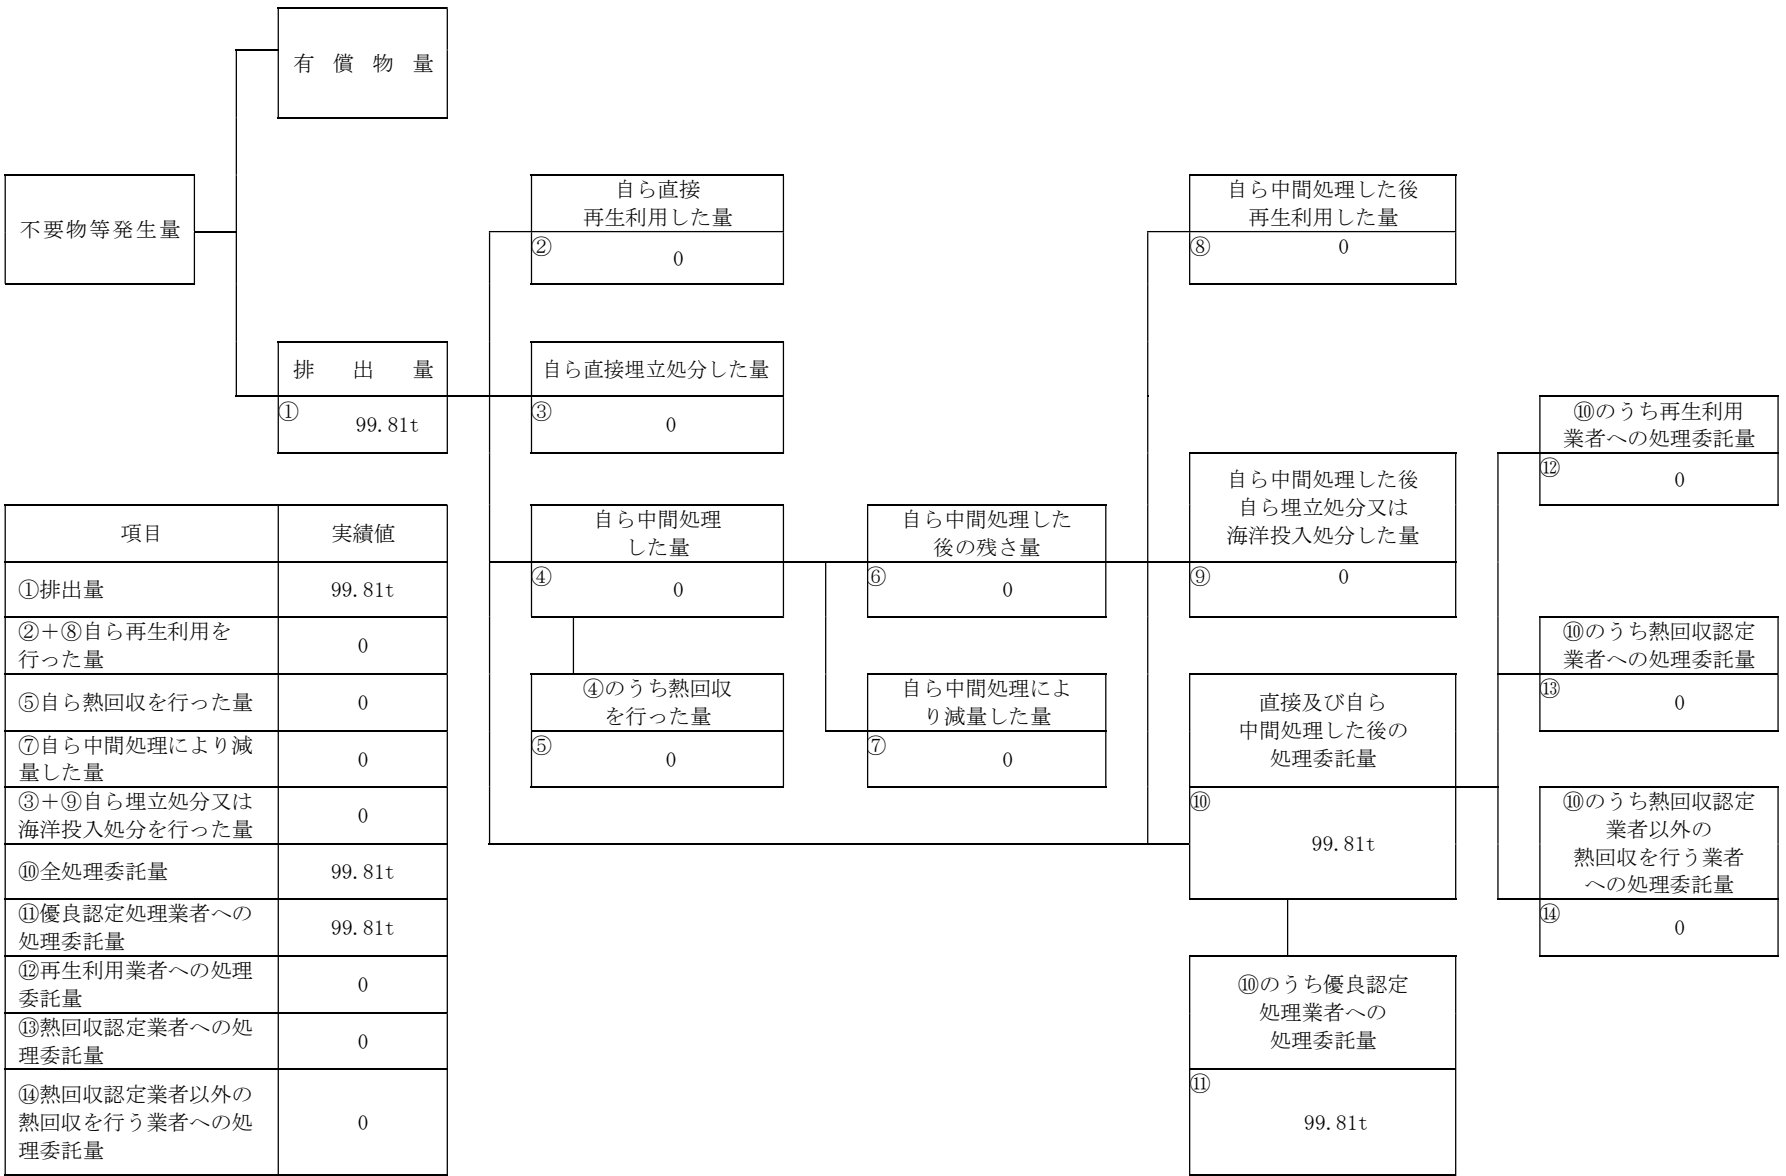 有償物量
不要物等発生量
排出量
①
99.81t
自ら直接
再生利用した量
②
0
自ら直接埋立処分した量
③
0
自ら中間処理
した量
④
0
④のうち熱回収
を行った量
⑤
0
自ら中間処理した
後の残さ量
⑥
0
自ら中間処理によ
り減量した量
⑦
0
自ら中間処理した後
再生利用した量
⑧
0
自ら中間処理した後
自ら埋立処分又は
海洋投入処分した量
⑨
0
直接及び自ら
中間処理した後の
処理委託量
⑩
99.81t
⑩のうち優良認定
処理業者への
処理委託量
⑪
99.81t
⑩のうち再生利用
業者への処理委託量
⑫
0
⑩のうち熱回収認定
業者への処理委託量
⑬
0
⑩のうち熱回収認定
業者以外の
熱回収を行う業者
への処理委託量
⑭
0
項目 実績値
①排出量 99.81t
②＋⑧自ら再生利用を
行った量
0
⑤自ら熱回収を行った量 0
⑦自ら中間処理により減
量した量
0
③＋⑨自ら埋立処分又は
海洋投入処分を行った量
0
⑩全処理委託量 99.81t
⑪優良認定処理業者への
処理委託量
99.81t
⑫再生利用業者への処理
委託量
0
⑬熱回収認定業者への処
理委託量
0
⑭熱回収認定業者以外の
熱回収を行う業者への処
理委託量
0